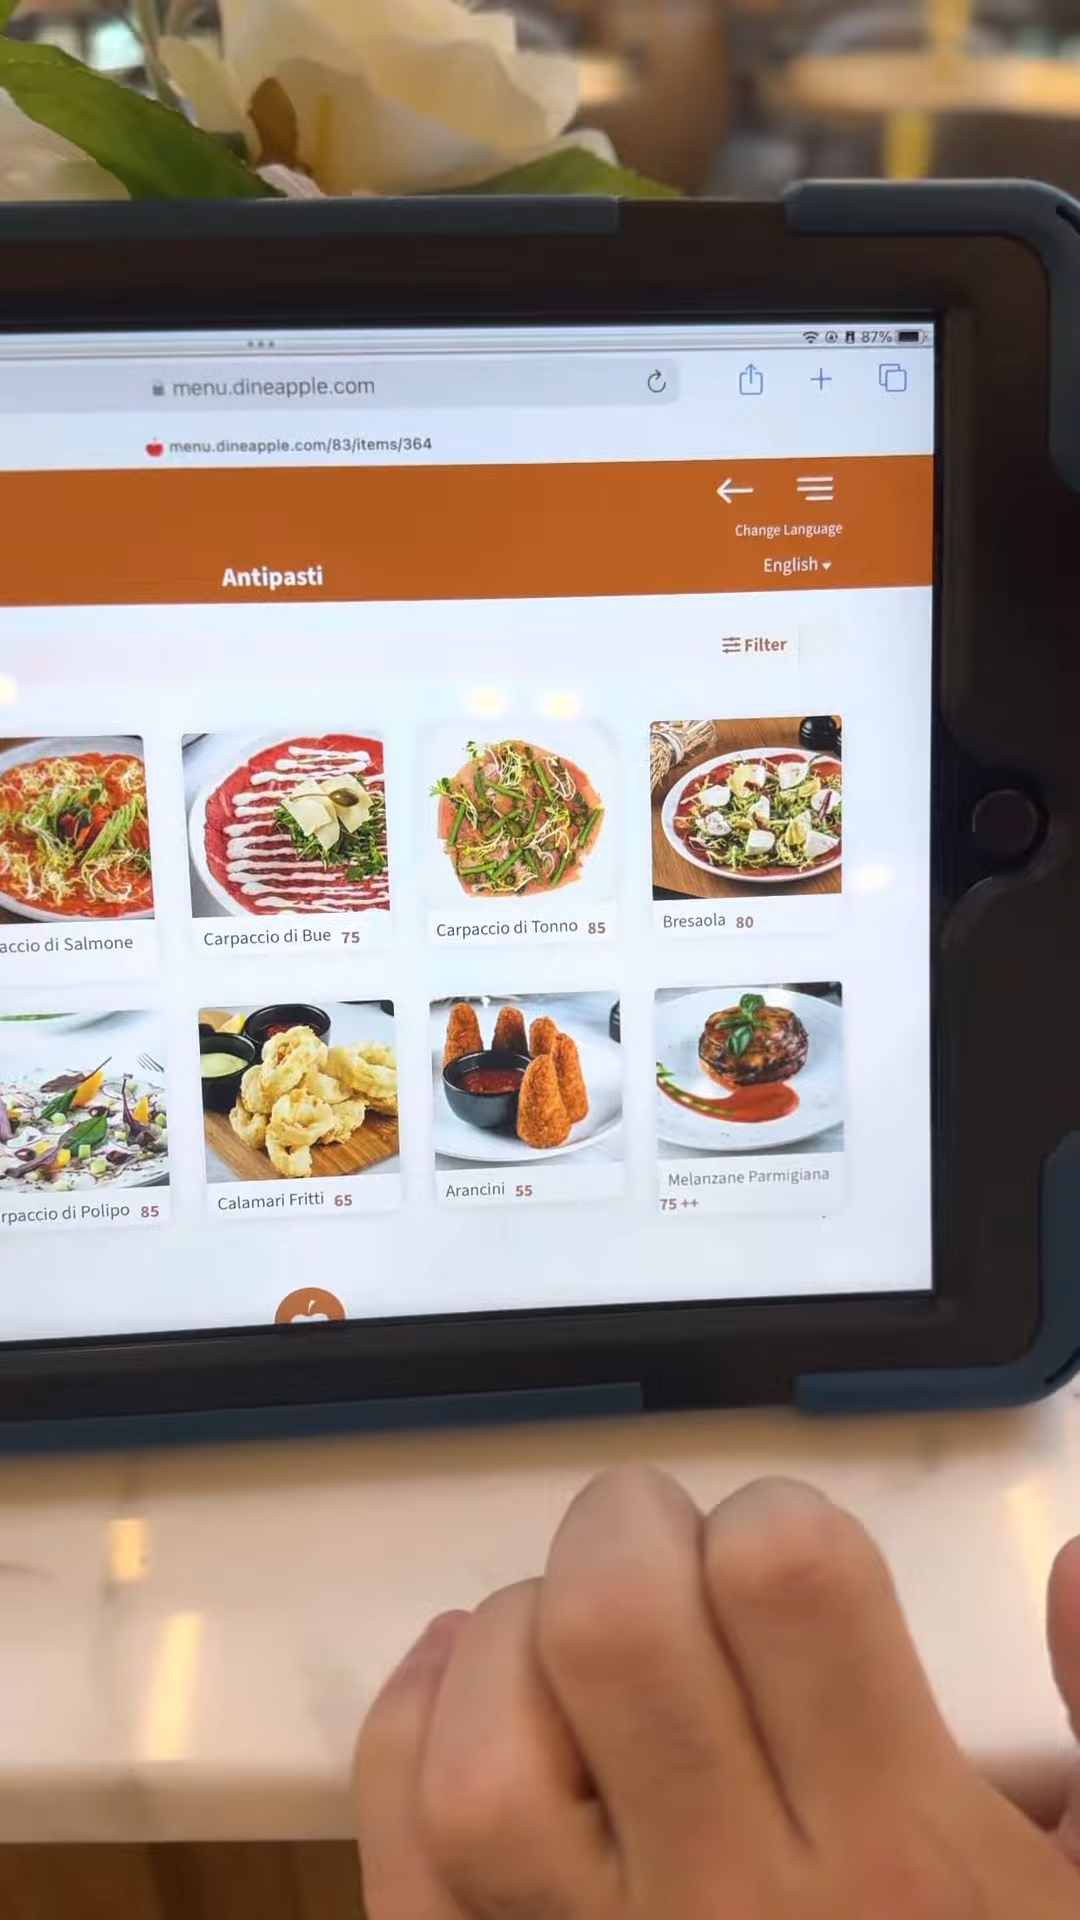 87%
menu.dineapple.com
menu.dineapple.com/83/items/364
Change Language
Antipasti
English
Filter
accio di Salmone
Carpaccio di Bue 75
Carpaccio di Tonno 85
Bresaola 80
rpaccio di Polipo 85
Calamari Fritti 65
Arancini 55
Melanzane Parmigiana
75 ++